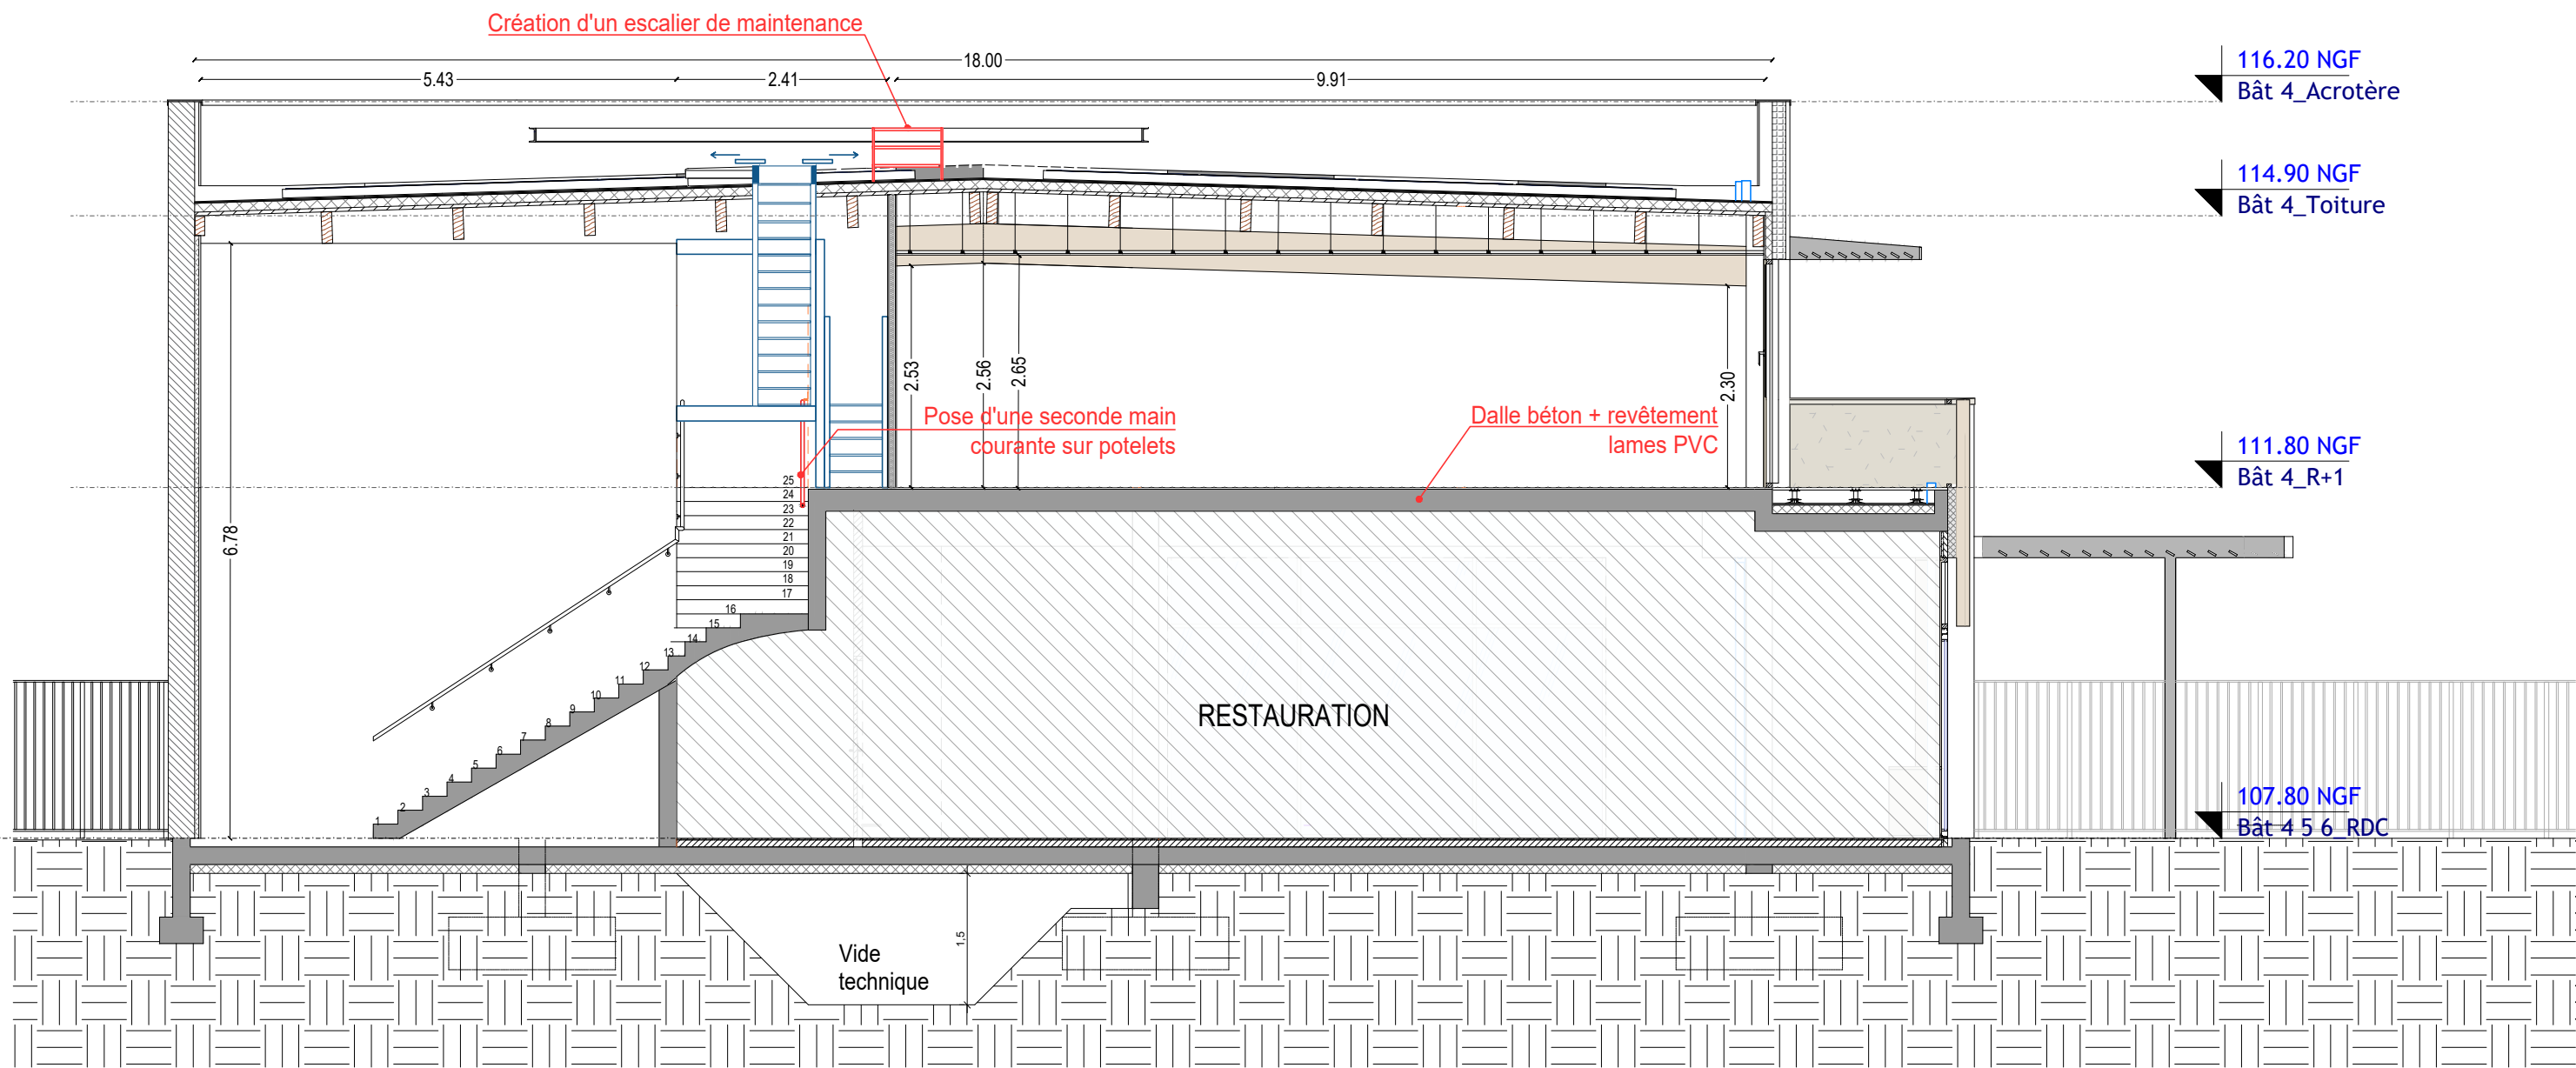 Création d'un escalier de maintenance
18.00
5.43
2.41
9.91
116.20 NGF
Bât 4_Acrotère
114.90 NGF
Bât 4_Toiture
2.53
2.56
2.65
2.30
Pose d'une seconde main
courante sur potelets
Dalle béton + revêtement
lames PVC
111.80 NGF
Bât 4_R+1
6.78
25
24
23
22
21
20
19
18
17
16
15
14
13
12
11
10
9
8
7
6
5
4
3
2
1
RESTAURATION
107.80 NGF
Bât 4 5 6_RDC
Vide
technique
1.5